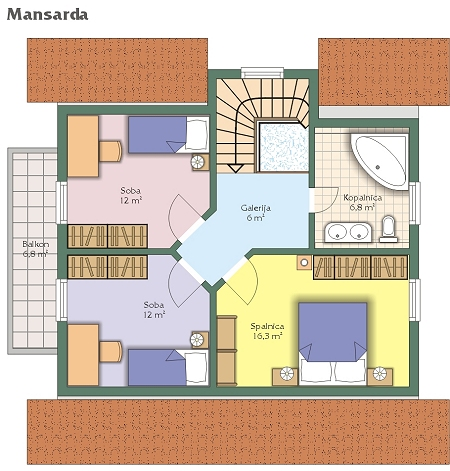 Mansarda
Soba
12 m²
Galerija
6 m²
Kopalnica
6,8 m²
Balkon
6,8 m²
Soba
12 m²
Spalnica
16,3 m²